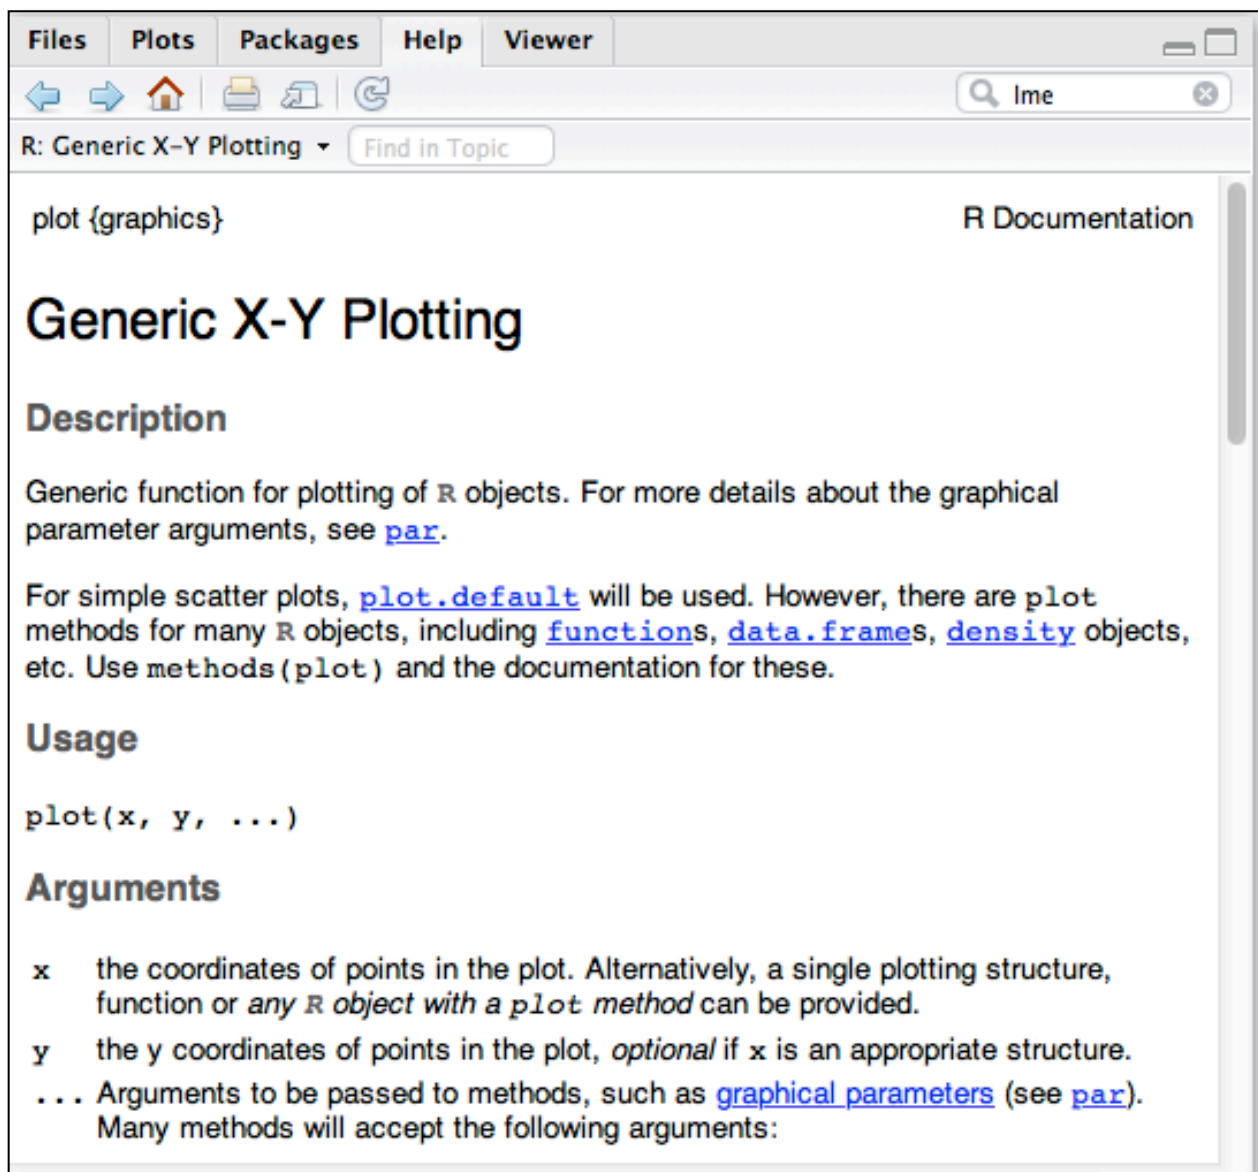 Files Plots Packages Help Viewer
lme
R: Generic X-Y Plotting Find in Topic
plot {graphics} R Documentation
Generic X-Y Plotting
Description
Generic function for plotting of R objects. For more details about the graphical
parameter arguments, see par.
For simple scatter plots, plot.default will be used. However, there are plot
methods for many R objects, including functions, data.frames, density objects,
etc. Use methods(plot) and the documentation for these.
Usage
plot(x, y, ...)
Arguments
x the coordinates of points in the plot. Alternatively, a single plotting structure,
function or any R object with a plot method can be provided.
y the y coordinates of points in the plot, optional if x is an appropriate structure.
... Arguments to be passed to methods, such as graphical parameters (see par).
Many methods will accept the following arguments: